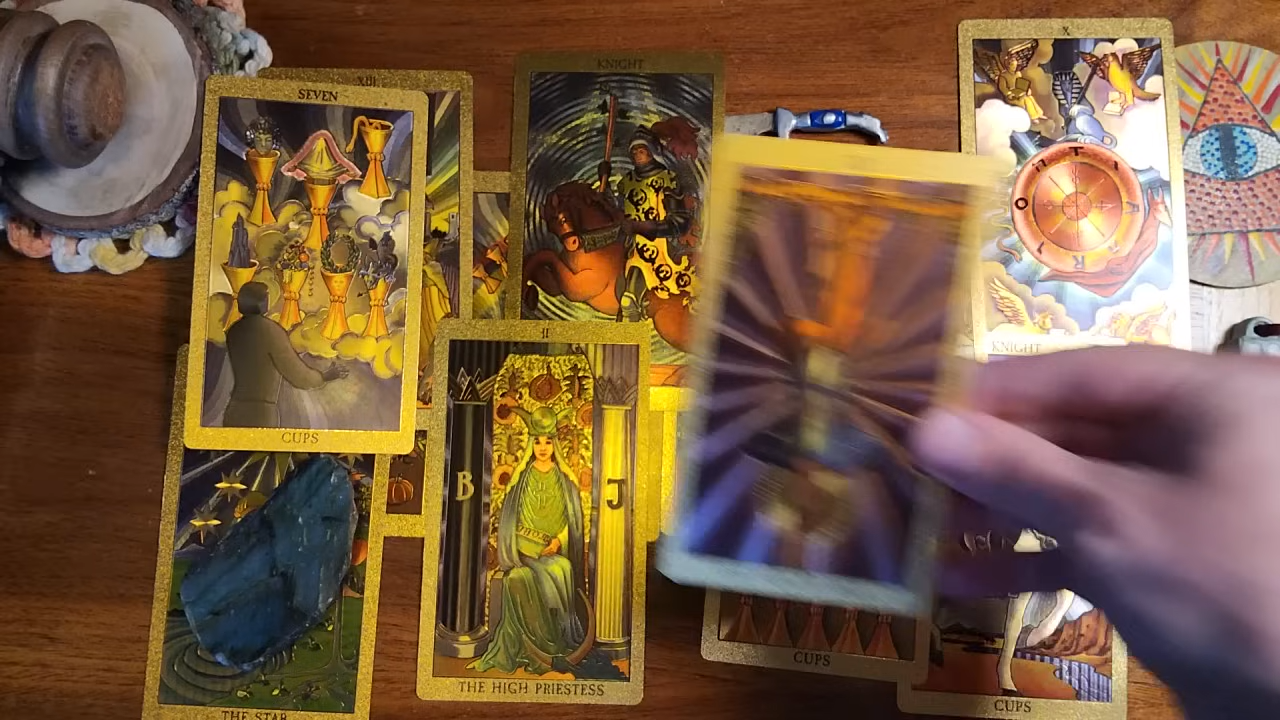 XIII
SEVEN
CUPS
KNIGHT
X
T
A
R
O
KNIGHT
II
B
J
THE HIGH PRIESTESS
THE STAR
CUPS
CUPS